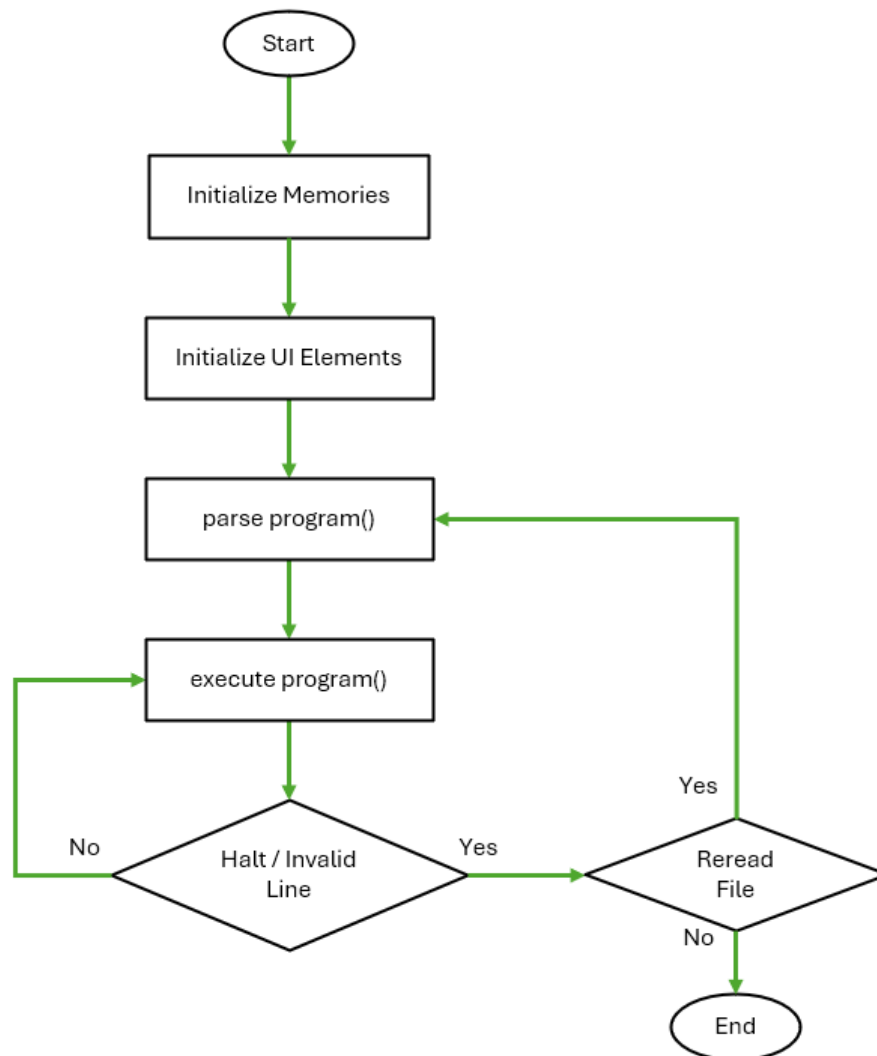 Start
Initialize Memories
Initialize UI Elements
parse program()
execute program()
Yes
No
Halt / Invalid
Line
Yes
Reread
File
No
End